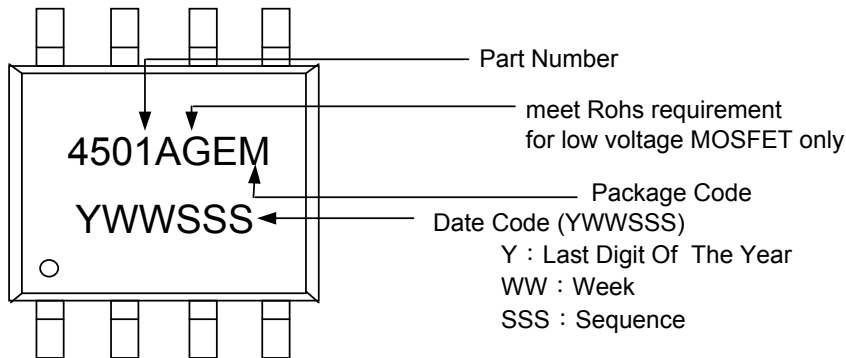 Part Number
meet Rohs requirement
for low voltage MOSFET only
4501AGEM
Package Code
YWWSSS
Date Code (YWWSSS)
Y：Last Digit Of The Year
WW：Week
SSS：Sequence